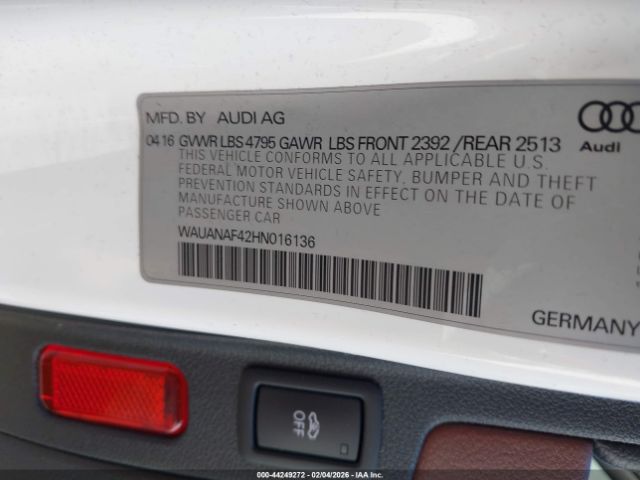 MFD. BY AUDI AG
04 16 GVWR LBS 4795 GAWR LBS FRONT 2392 /REAR 2513
THIS VEHICLE CONFORMS TO ALL APPLICABLE U.S.
FEDERAL MOTOR VEHICLE SAFETY, BUMPER AND THEFT
PREVENTION STANDARDS IN EFFECT ON THE DATE OF
MANUFACTURE SHOWN ABOVE
PASSENGER CAR
WAUANAF42HN016136
Audi
GERMANY
OFF
000-44249272 - 02/04/2026 - IAAI.COM